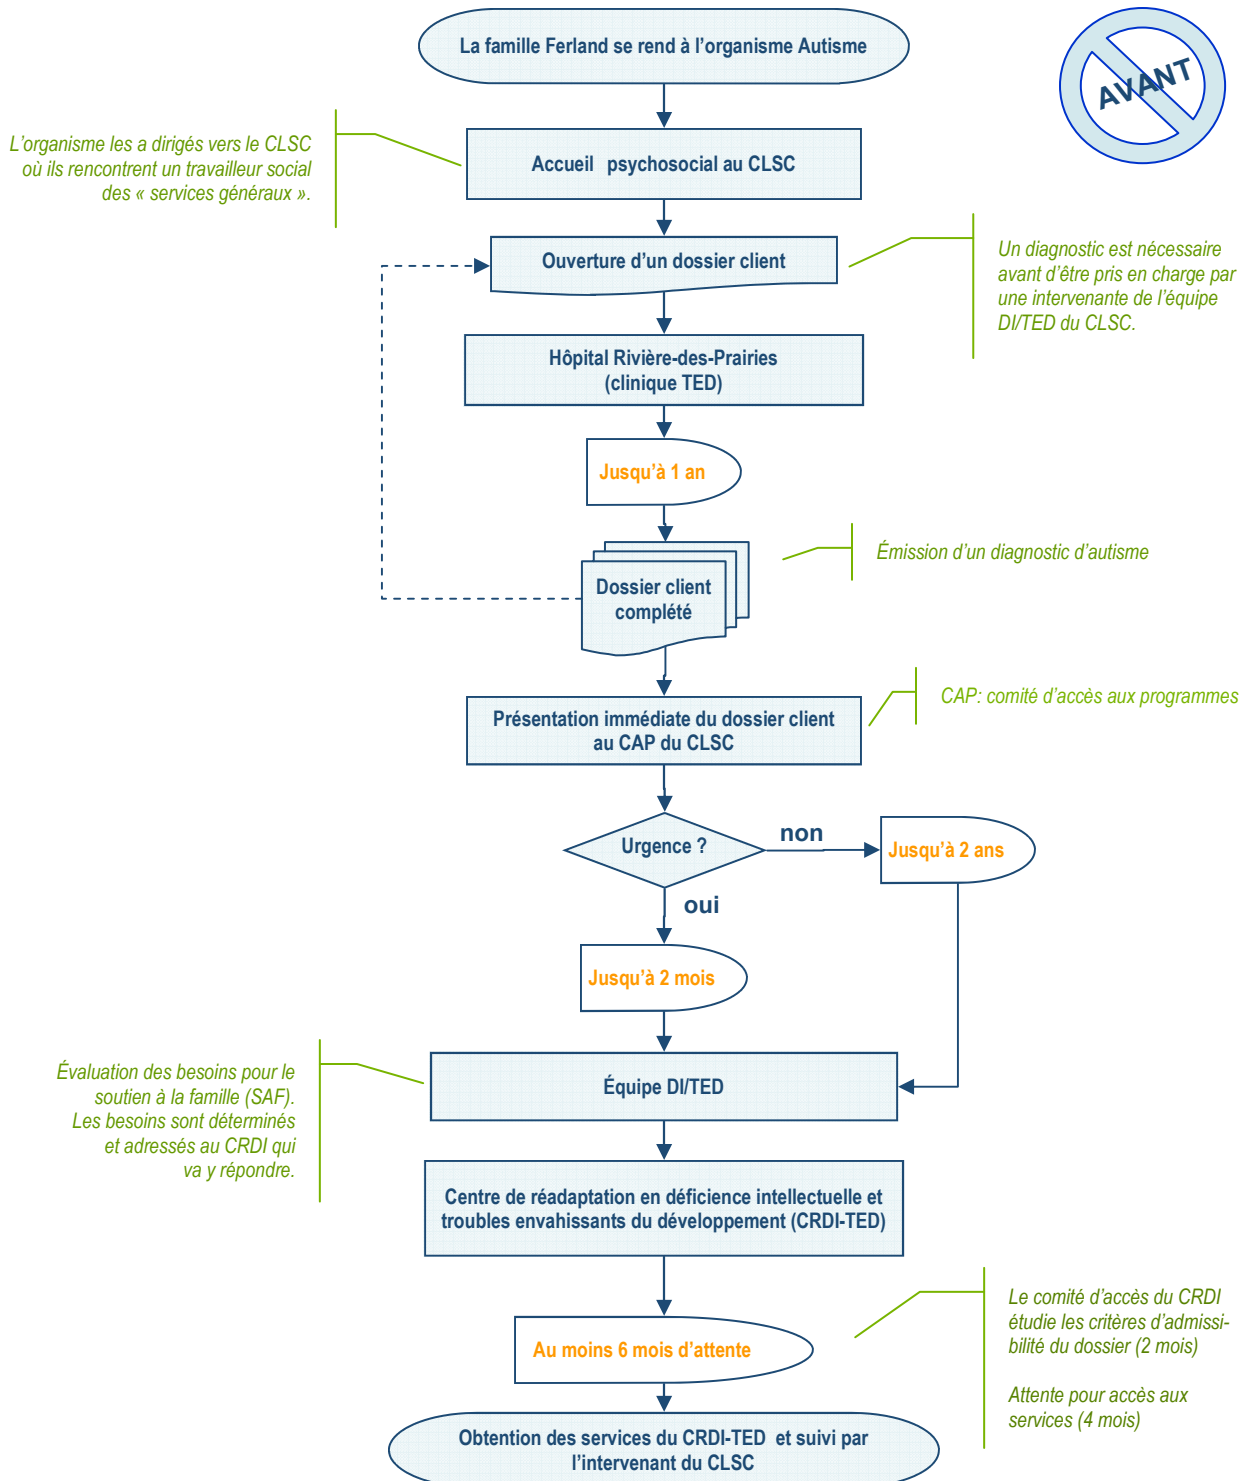 La famille Ferland se rend à l’organisme Autisme
AVANT
L’organisme les a dirigés vers le CLSC
où ils rencontrent un travailleur social
des « services généraux ».
Accueil psychosocial au CLSC
Ouverture d’un dossier client
Un diagnostic est nécessaire
avant d’être pris en charge par
une intervenante de l’équipe
DI/TED du CLSC.
Hôpital Rivière-des-Prairies
(clinique TED)
Jusqu’à 1 an
Émission d’un diagnostic d’autisme
Dossier client
complété
CAP: comité d’accès aux programmes
Présentation immédiate du dossier client
au CAP du CLSC
Urgence ?
non
Jusqu’à 2 ans
oui
Jusqu’à 2 mois
Évaluation des besoins pour le
soutien à la famille (SAF).
Les besoins sont déterminés
et adressés au CRDI qui
va y répondre.
Équipe DI/TED
Centre de réadaptation en déficience intellectuelle et
troubles envahissants du développement (CRDI-TED)
Au moins 6 mois d’attente
Le comité d’accès du CRDI
étudie les critères d’admissi-
bilité du dossier (2 mois)
Attente pour accès aux
services (4 mois)
Obtention des services du CRDI-TED et suivi par
l’intervenant du CLSC